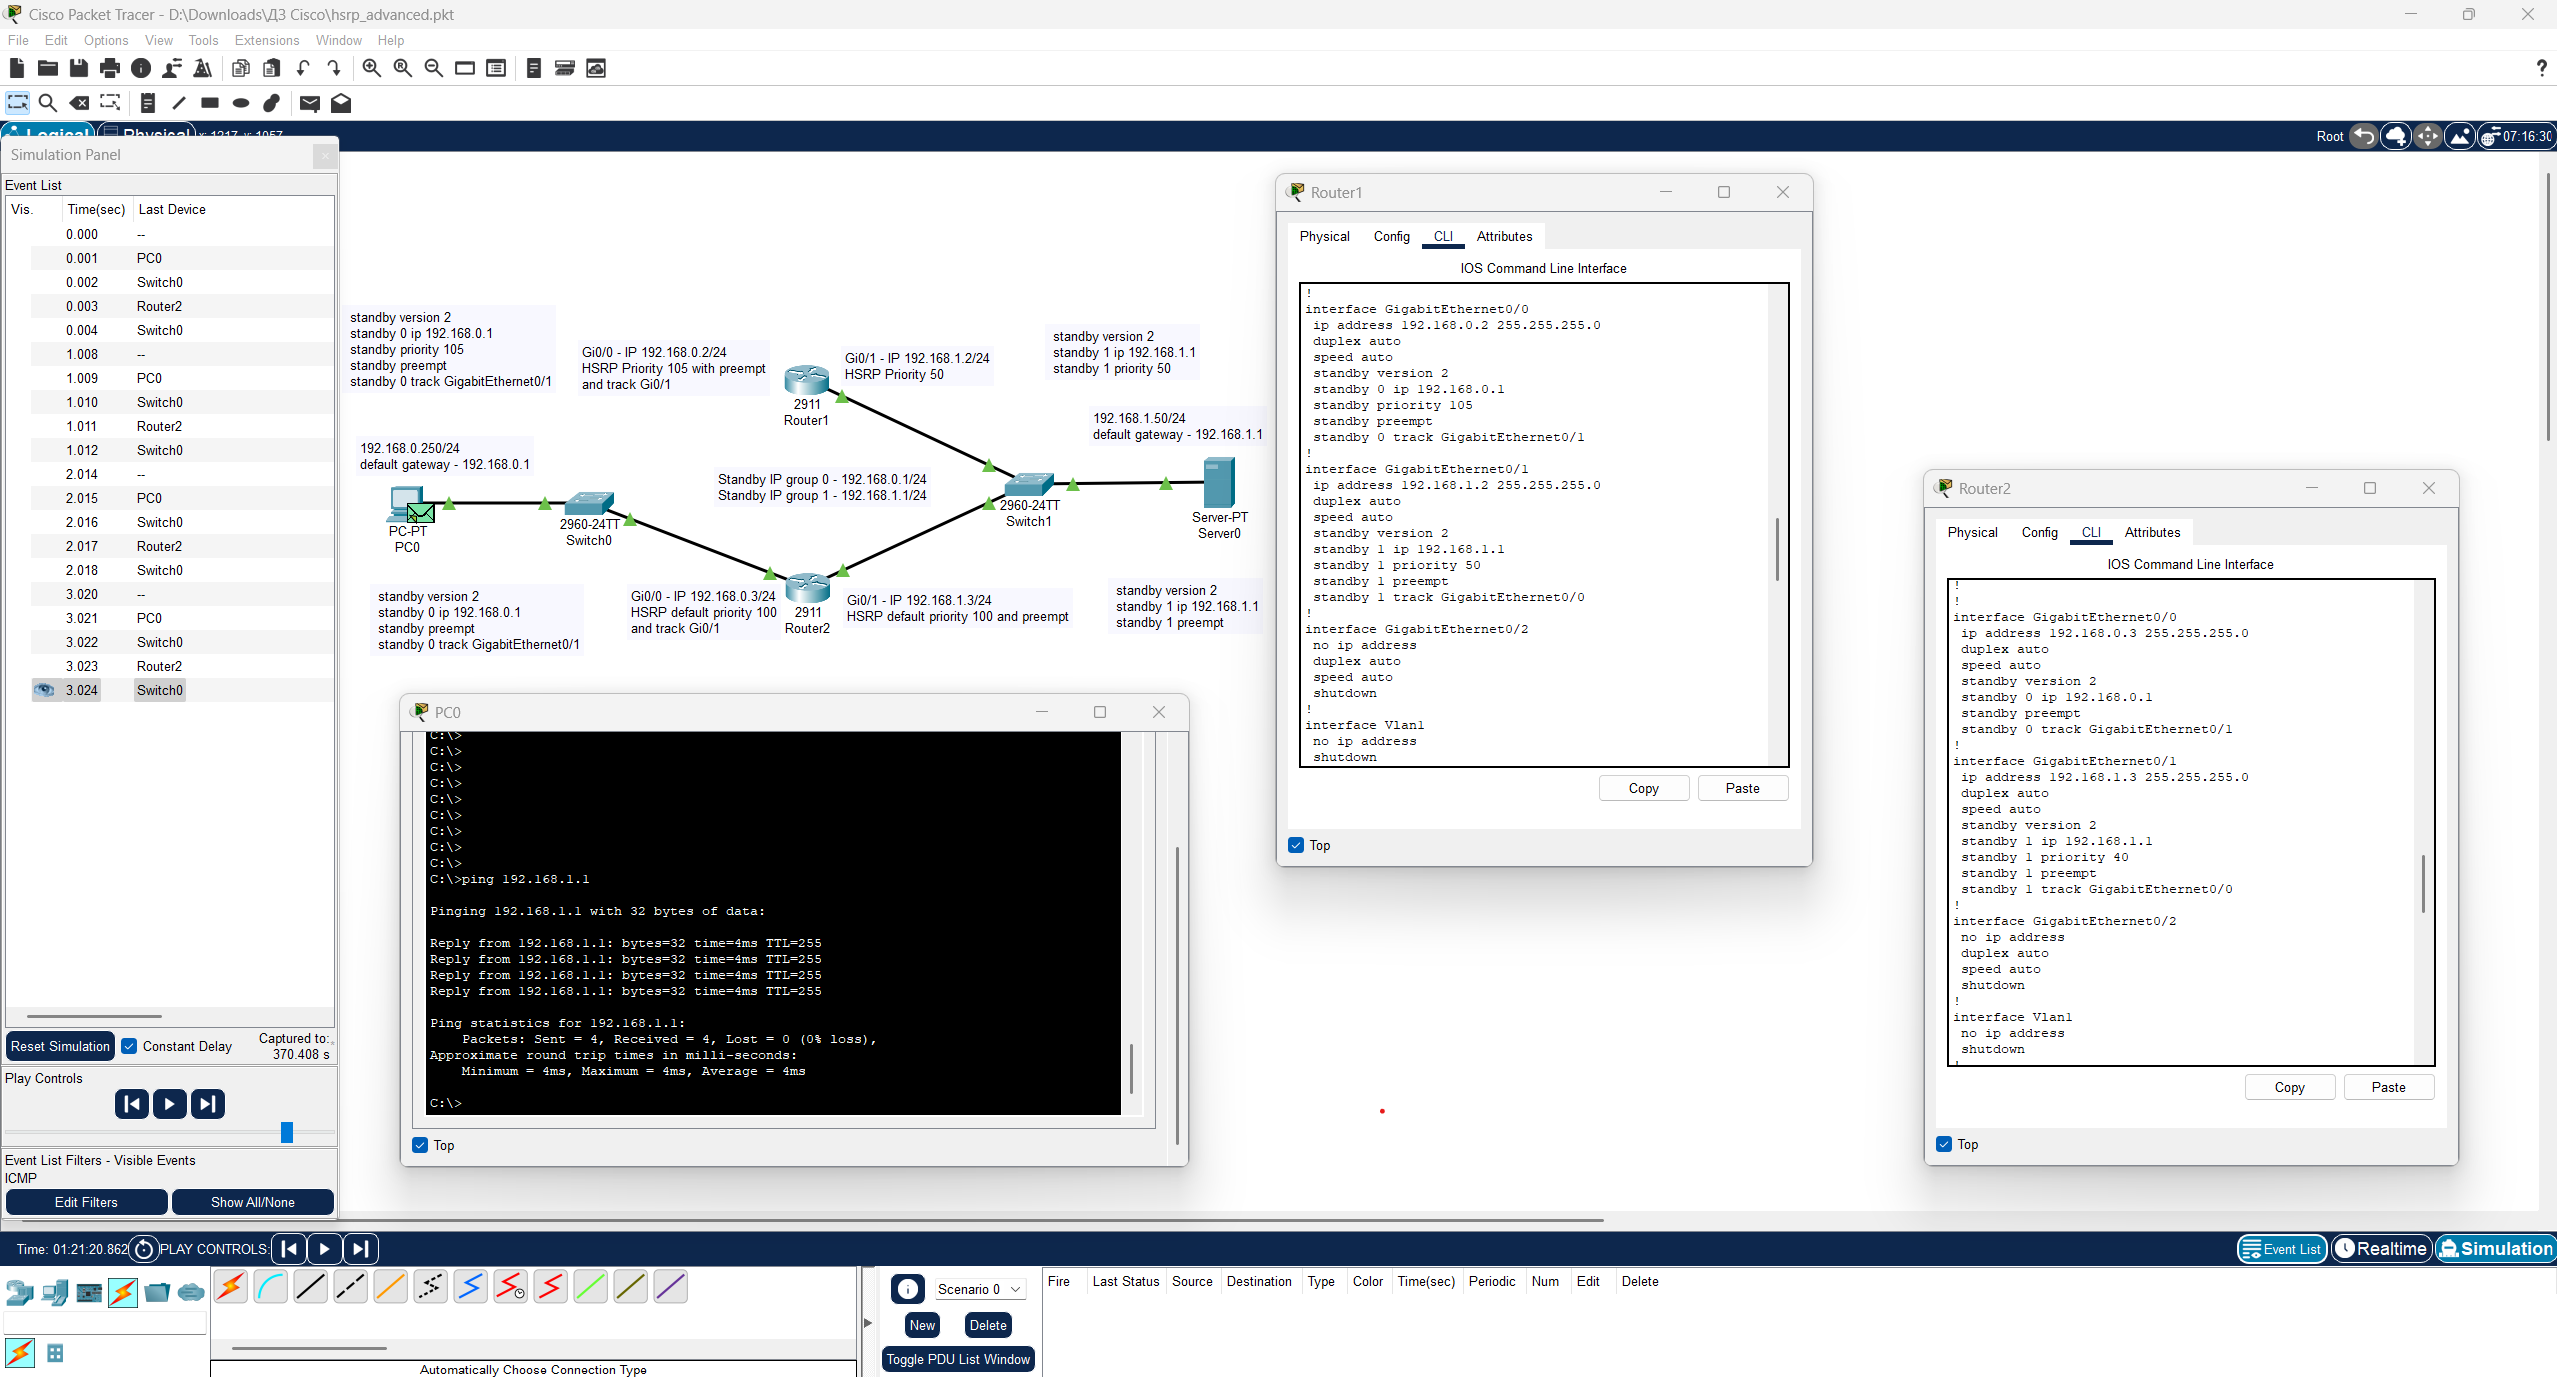 Cisco Packet Tracer - D:\Downloads\ДЗ Cisco\hsrp_advanced.pkt
File Edit Options View Tools Extensions Window Help
Logical Physical x: 1217, y: 1057
Root 07:16:30
Simulation Panel
Event List
Vis. Time(sec) Last Device
0.000 --
0.001 PC0
0.002 Switch0
0.003 Router2
0.004 Switch0
1.008 --
1.009 PC0
1.010 Switch0
1.011 Router2
1.012 Switch0
2.014 --
2.015 PC0
2.016 Switch0
2.017 Router2
2.018 Switch0
3.020 --
3.021 PC0
3.022 Switch0
3.023 Router2
3.024 Switch0
Reset Simulation Constant Delay Captured to:
370.408 s
Play Controls
Event List Filters - Visible Events
ICMP
Edit Filters Show All/None
standby version 2
standby 0 ip 192.168.0.1
standby priority 105
standby preempt
standby 0 track GigabitEthernet0/1
Gi0/0 - IP 192.168.0.2/24
HSRP Priority 105 with preempt
and track Gi0/1
2911
Router1
Gi0/1 - IP 192.168.1.2/24
HSRP Priority 50
standby version 2
standby 1 ip 192.168.1.1
standby 1 priority 50
192.168.1.50/24
default gateway - 192.168.1.1
192.168.0.250/24
default gateway - 192.168.0.1
Standby IP group 0 - 192.168.0.1/24
Standby IP group 1 - 192.168.1.1/24
PC-PT
PC0
2960-24TT
Switch0
2960-24TT
Switch1
Server-PT
Server0
standby version 2
standby 0 ip 192.168.0.1
standby preempt
standby 0 track GigabitEthernet0/1
Gi0/0 - IP 192.168.0.3/24
HSRP default priority 100
and track Gi0/1
2911
Router2
Gi0/1 - IP 192.168.1.3/24
HSRP default priority 100 and preempt
standby version 2
standby 1 ip 192.168.1.1
standby 1 preempt
PC0
C:\>
C:\>
C:\>
C:\>
C:\>
C:\>
C:\>
C:\>
C:\>
C:\>ping 192.168.1.1
Pinging 192.168.1.1 with 32 bytes of data:
Reply from 192.168.1.1: bytes=32 time=4ms TTL=255
Reply from 192.168.1.1: bytes=32 time=4ms TTL=255
Reply from 192.168.1.1: bytes=32 time=4ms TTL=255
Reply from 192.168.1.1: bytes=32 time=4ms TTL=255
Ping statistics for 192.168.1.1:
Packets: Sent = 4, Received = 4, Lost = 0 (0% loss),
Approximate round trip times in milli-seconds:
Minimum = 4ms, Maximum = 4ms, Average = 4ms
C:\>
Top
Router1
Physical Config CLI Attributes
IOS Command Line Interface
!
interface GigabitEthernet0/0
ip address 192.168.0.2 255.255.255.0
duplex auto
speed auto
standby version 2
standby 0 ip 192.168.0.1
standby priority 105
standby preempt
standby 0 track GigabitEthernet0/1
!
interface GigabitEthernet0/1
ip address 192.168.1.2 255.255.255.0
duplex auto
speed auto
standby version 2
standby 1 ip 192.168.1.1
standby 1 priority 50
standby 1 preempt
standby 1 track GigabitEthernet0/0
!
interface GigabitEthernet0/2
no ip address
duplex auto
speed auto
shutdown
!
interface Vlan1
no ip address
shutdown
Copy Paste
Top
Router2
Physical Config CLI Attributes
IOS Command Line Interface
!
!
interface GigabitEthernet0/0
ip address 192.168.0.3 255.255.255.0
duplex auto
speed auto
standby version 2
standby 0 ip 192.168.0.1
standby preempt
standby 0 track GigabitEthernet0/1
!
interface GigabitEthernet0/1
ip address 192.168.1.3 255.255.255.0
duplex auto
speed auto
standby version 2
standby 1 ip 192.168.1.1
standby 1 priority 40
standby 1 preempt
standby 1 track GigabitEthernet0/0
!
interface GigabitEthernet0/2
no ip address
duplex auto
speed auto
shutdown
!
interface Vlan1
no ip address
shutdown
!
Copy Paste
Top
Time: 01:21:20.862 PLAY CONTROLS: Event List Realtime Simulation
Scenario 0
New Delete
Toggle PDU List Window
Fire Last Status Source Destination Type Color Time(sec) Periodic Num Edit Delete
Automatically Choose Connection Type